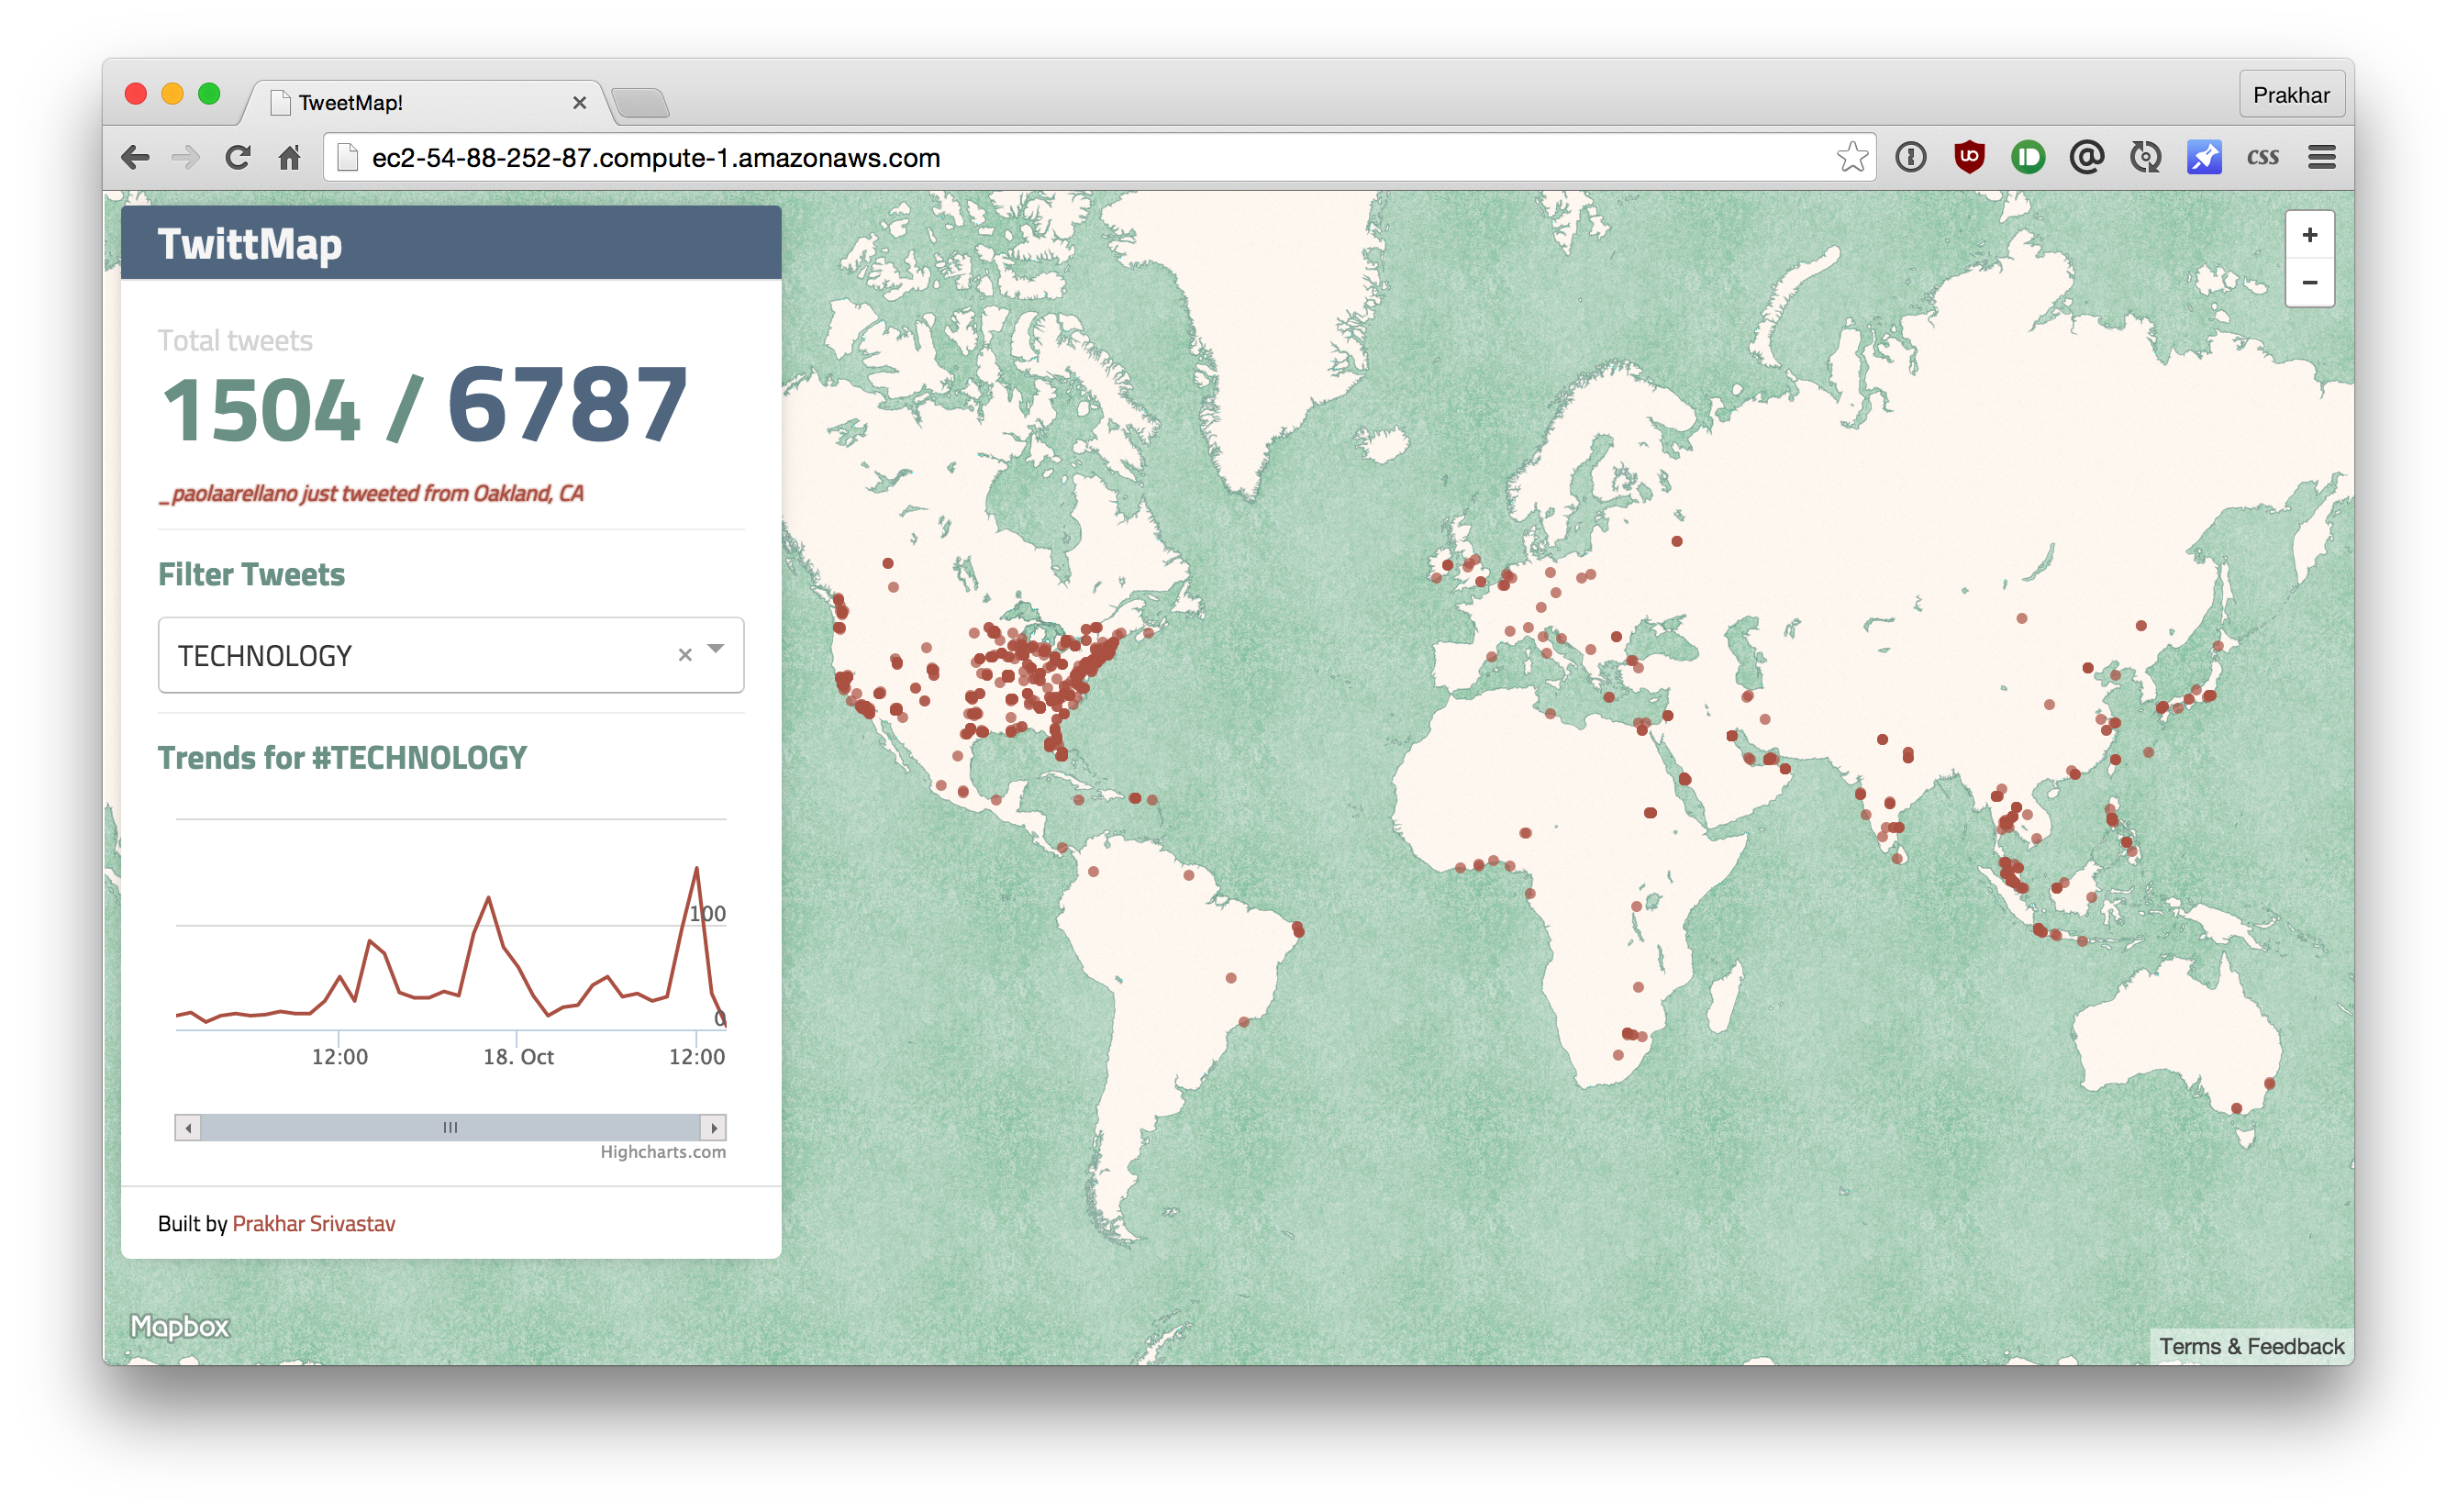 TweetMap!
Prakhar
ec2-54-88-252-87.compute-1.amazonaws.com
css
TwittMap
+
−
Total tweets
1504 / 6787
_paolaarellano just tweeted from Oakland, CA
Filter Tweets
TECHNOLOGY
Trends for #TECHNOLOGY
100
0
12:00 18. Oct 12:00
Highcharts.com
Built by Prakhar Srivastav
Mapbox
Terms & Feedback